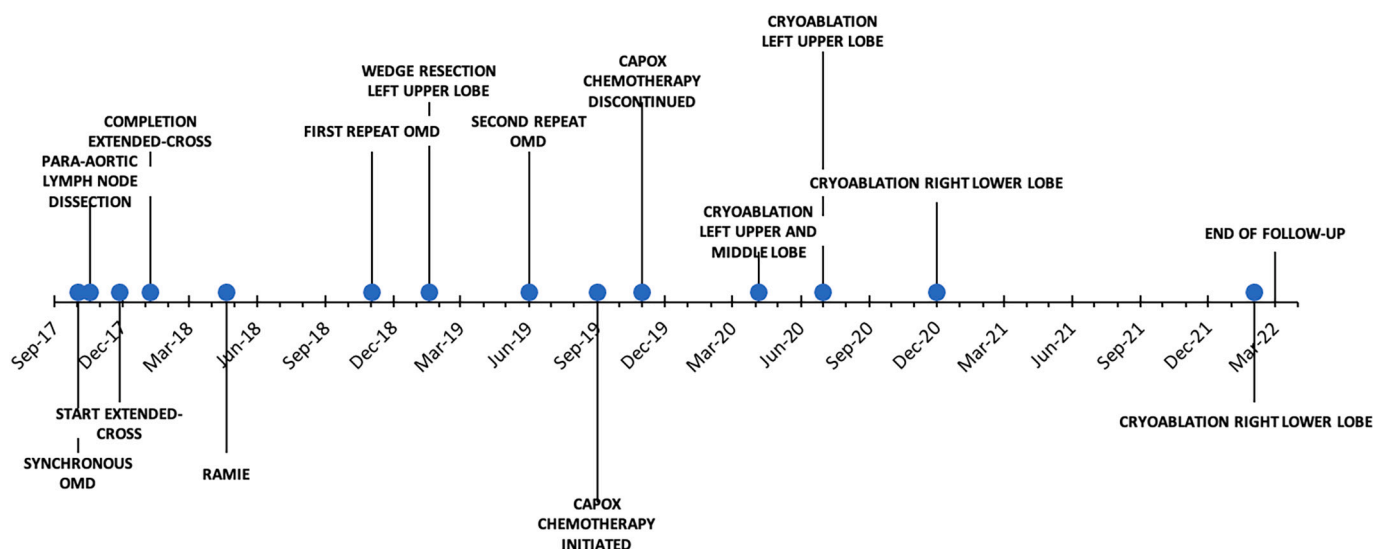 CRYOABLATION
LEFT UPPER LOBE
CAPOX
CHEMOTHERAPY
DISCONTINUED
WEDGE RESECTION
LEFT UPPER LOBE
COMPLETION
EXTENDED-CROSS
FIRST REPEAT OMD
SECOND REPEAT
OMD
PARA-AORTIC
LYMPH NODE
DISSECTION
CRYOABLATION RIGHT LOWER LOBE
CRYOABLATION
LEFT UPPER AND
MIDDLE LOBE
END OF FOLLOW-UP
Sep-17
Dec-17
Mar-18
Jun-18
Sep-18
Dec-18
Mar-19
Jun-19
Sep-19
Dec-19
Mar-20
Jun-20
Sep-20
Dec-20
Mar-21
Jun-21
Sep-21
Dec-21
Mar-22
START EXTENDED-
CROSS
CRYOABLATION RIGHT LOWER LOBE
SYNCHRONOUS
OMD
RAMIE
CAPOX
CHEMOTHERAPY
INITIATED